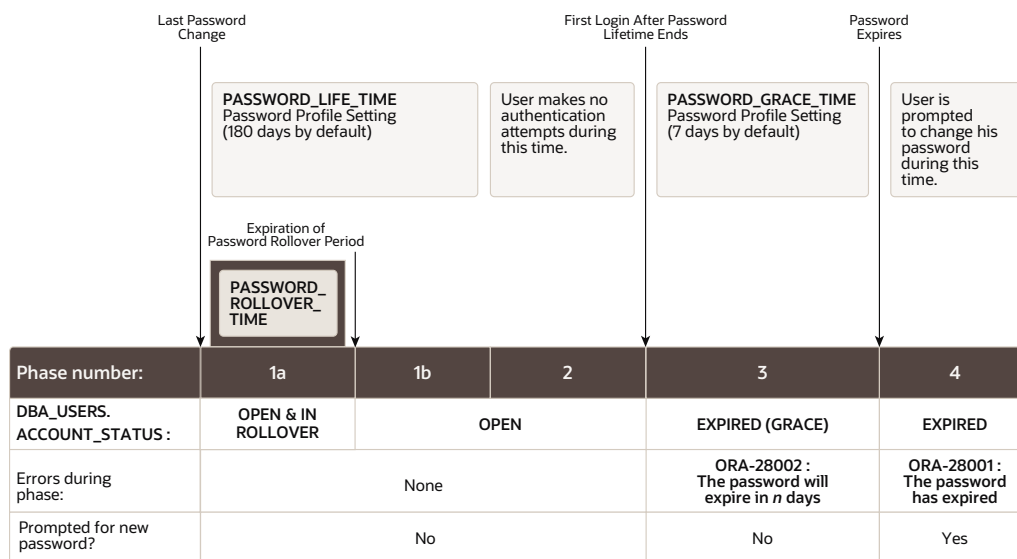 Last Password
Change
First Login After Password
Lifetime Ends
Password
Expires
PASSWORD_LIFE_TIME
Password Profile Setting
(180 days by default)
User makes no
authentication
attempts during
this time.
PASSWORD_GRACE_TIME
Password Profile Setting
(7 days by default)
User is
prompted
to change his
password
during this
time.
Expiration of
Password Rollover Period
PASSWORD_
ROLLOVER_
TIME
Phase number:
1a
1b
2
3
4
DBA_USERS.
ACCOUNT_STATUS :
OPEN & IN
ROLLOVER
OPEN
EXPIRED (GRACE)
EXPIRED
Errors during
phase:
None
ORA-28002 :
The password will
expire in n days
ORA-28001 :
The password
has expired
Prompted for new
password?
No
No
Yes